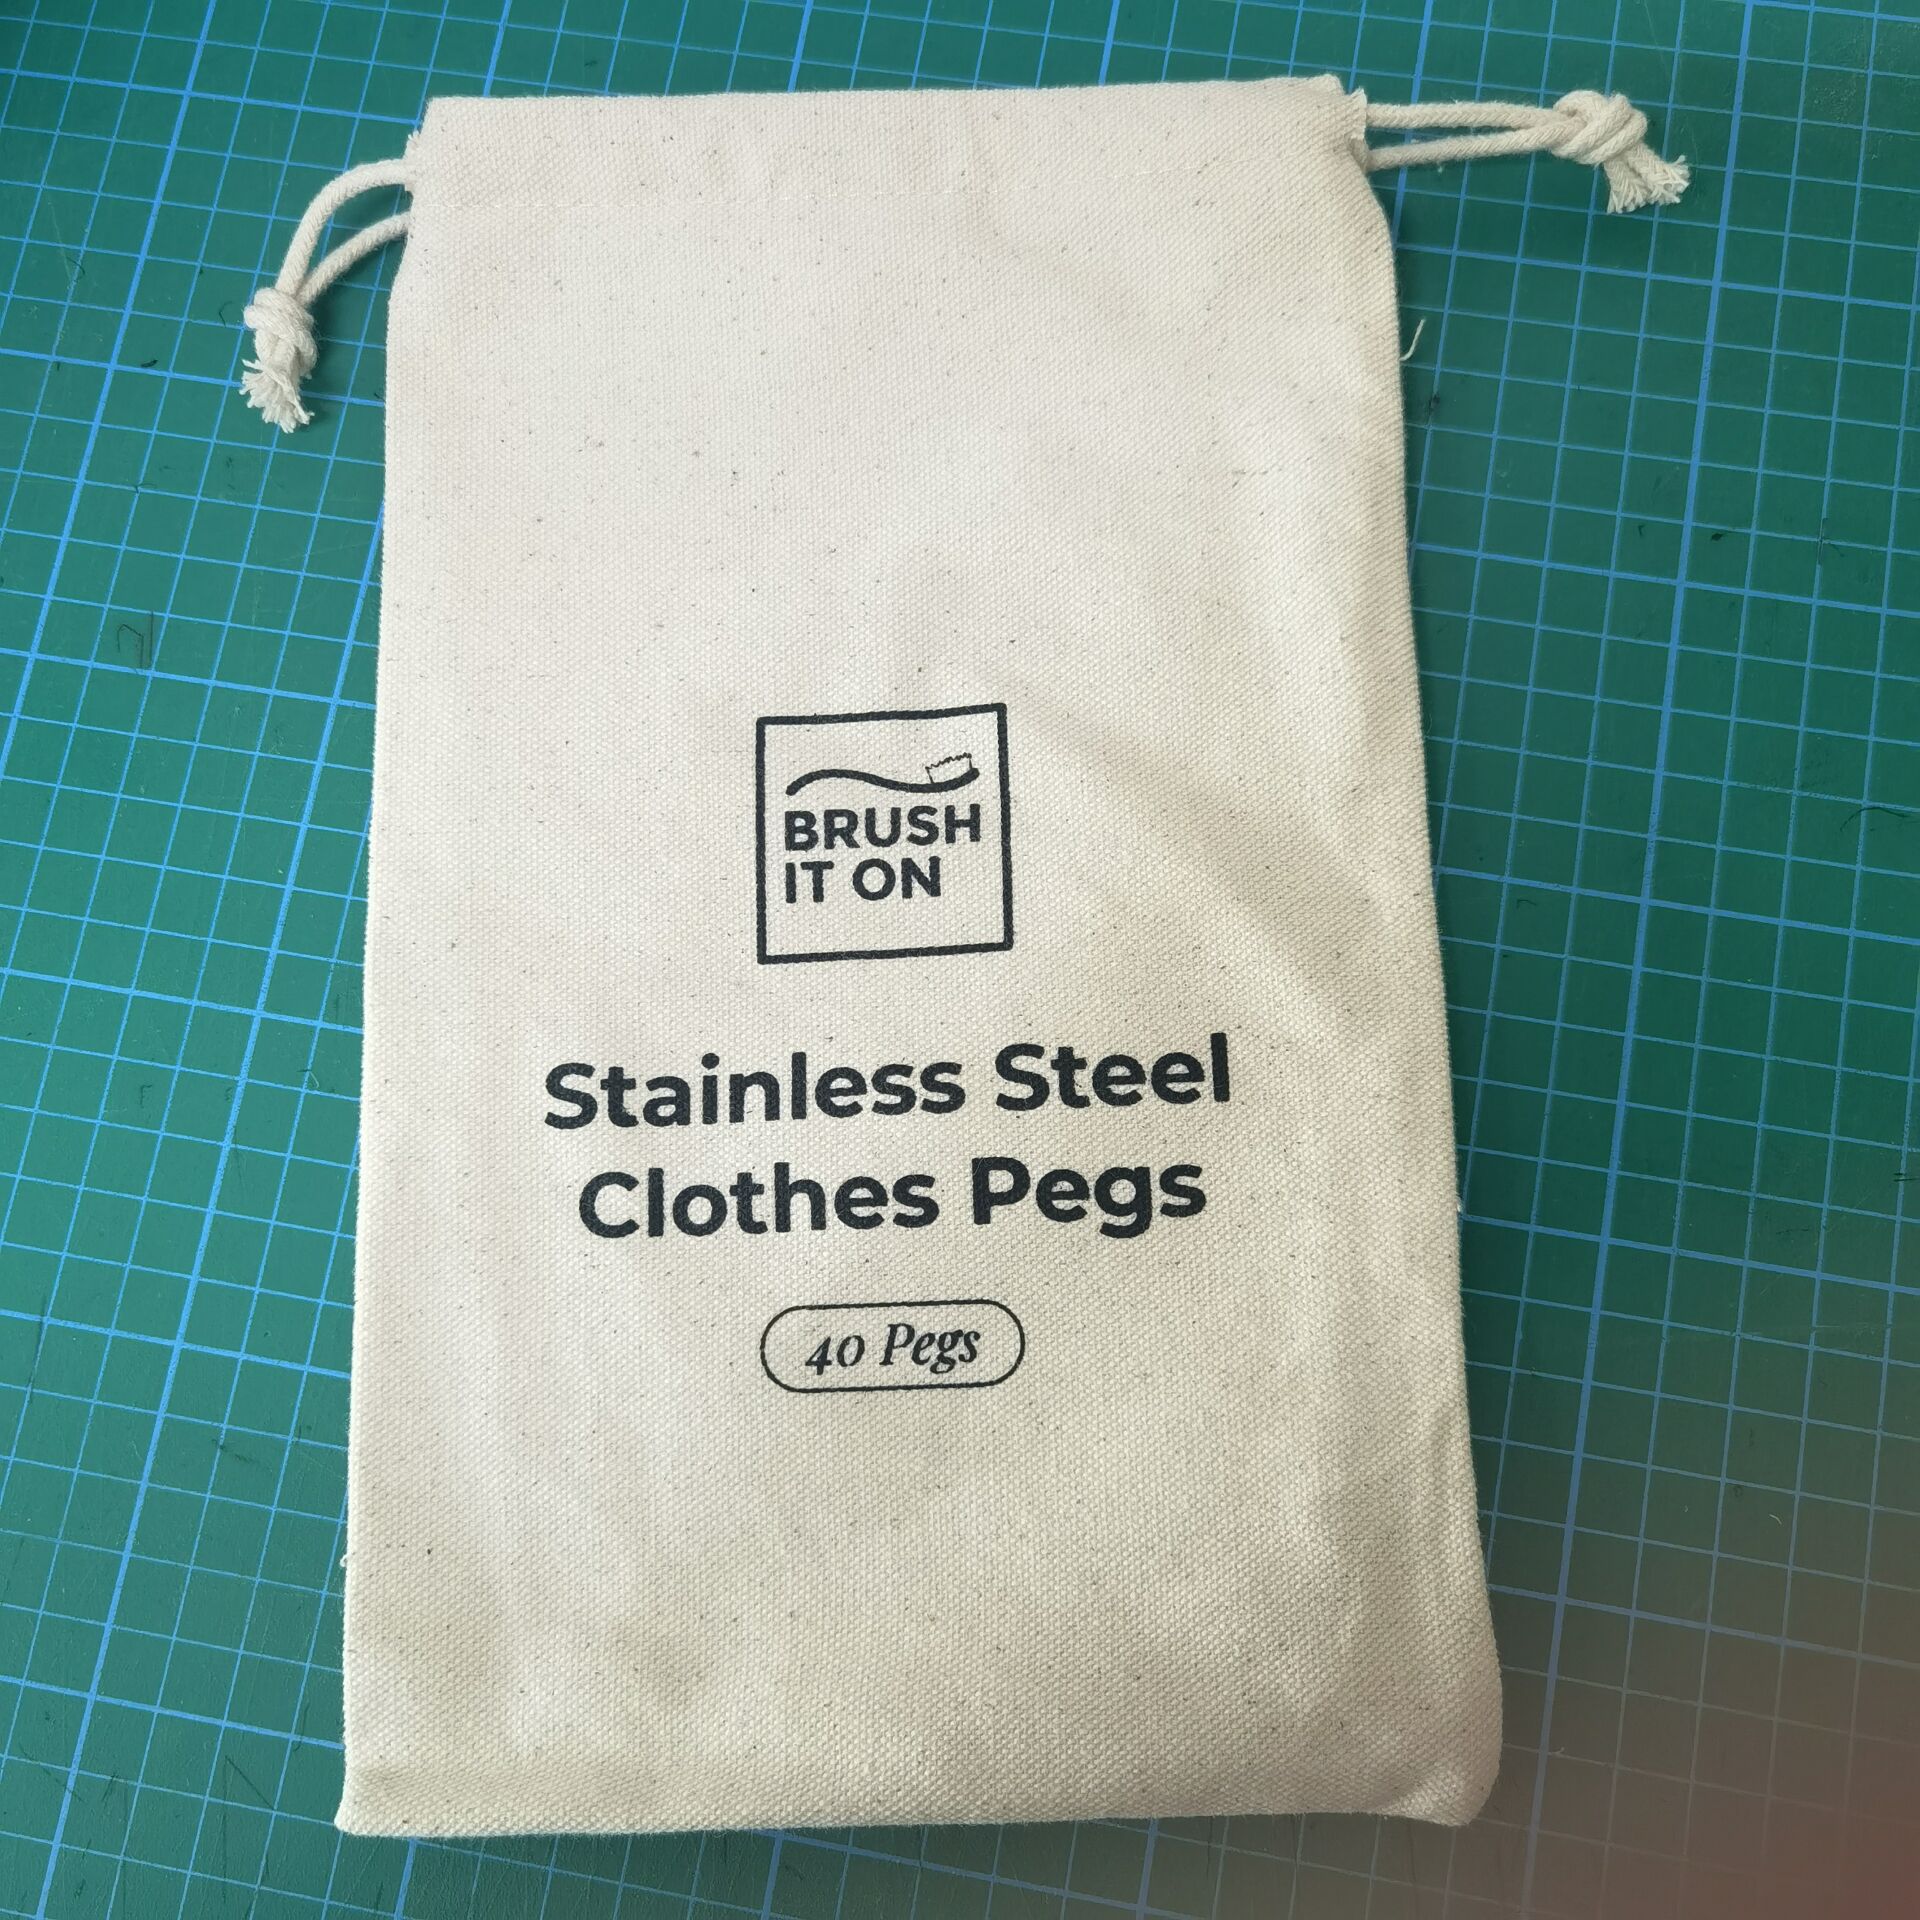 BRUSH
IT ON
Stainless Steel
Clothes Pegs
40 Pegs